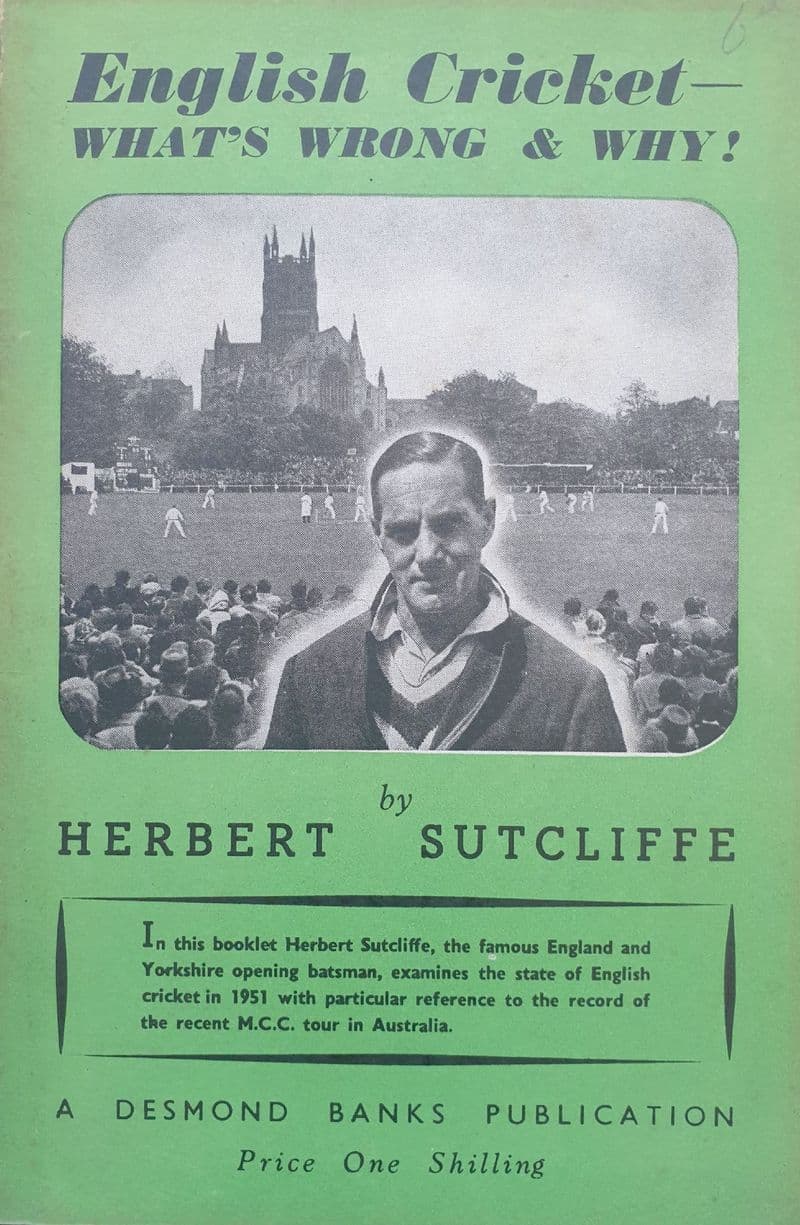 6d
English Cricket—
WHAT'S WRONG & WHY!
by
HERBERT SUTCLIFFE
In this booklet Herbert Sutcliffe, the famous England and
Yorkshire opening batsman, examines the state of English
cricket in 1951 with particular reference to the record of
the recent M.C.C. tour in Australia.
A DESMOND BANKS PUBLICATION
Price One Shilling